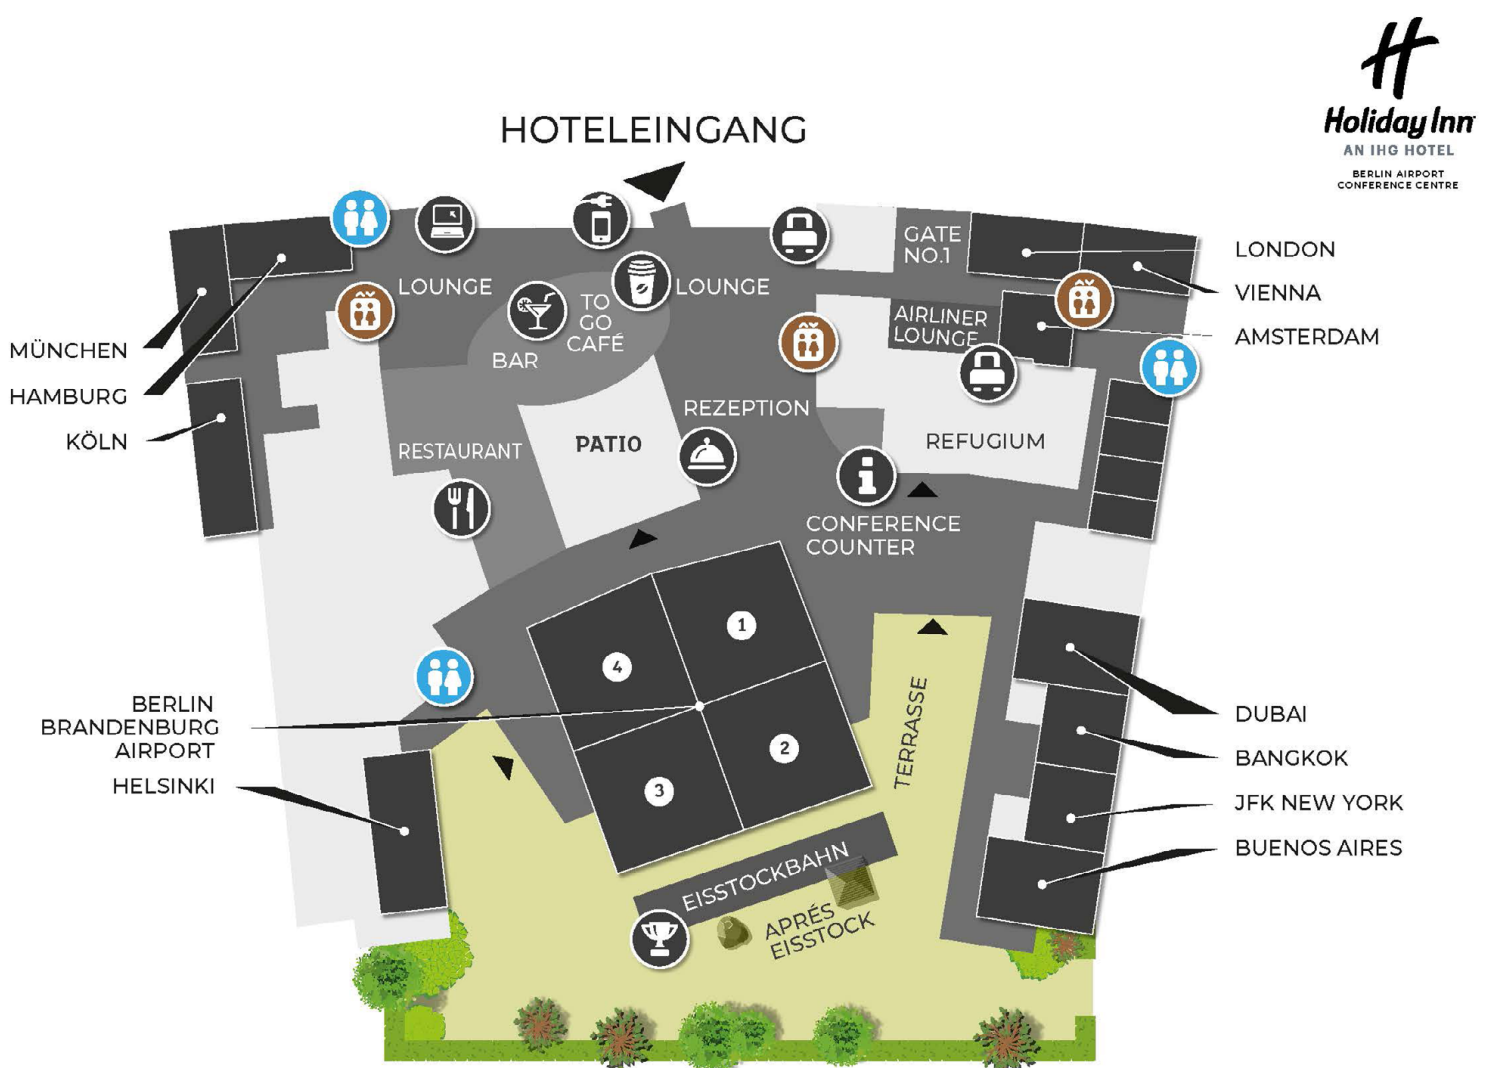 Holiday Inn
AN IHG HOTEL
BERLIN AIRPORT
CONFERENCE CENTRE
HOTELEINGANG
LOUNGE
BAR
TO
GO
CAFÉ
LOUNGE
GATE
NO.1
AIRLINER
LOUNGE
LONDON
VIENNA
AMSTERDAM
MÜNCHEN
HAMBURG
KÖLN
RESTAURANT
PATIO
REZEPTION
REFUGIUM
CONFERENCE
COUNTER
1
4
2
3
BERLIN
BRANDENBURG
AIRPORT
HELSINKI
TERRASSE
DUBAI
BANGKOK
JFK NEW YORK
BUENOS AIRES
EISSTOCKBAHN
APRÉS
EISSTOCK